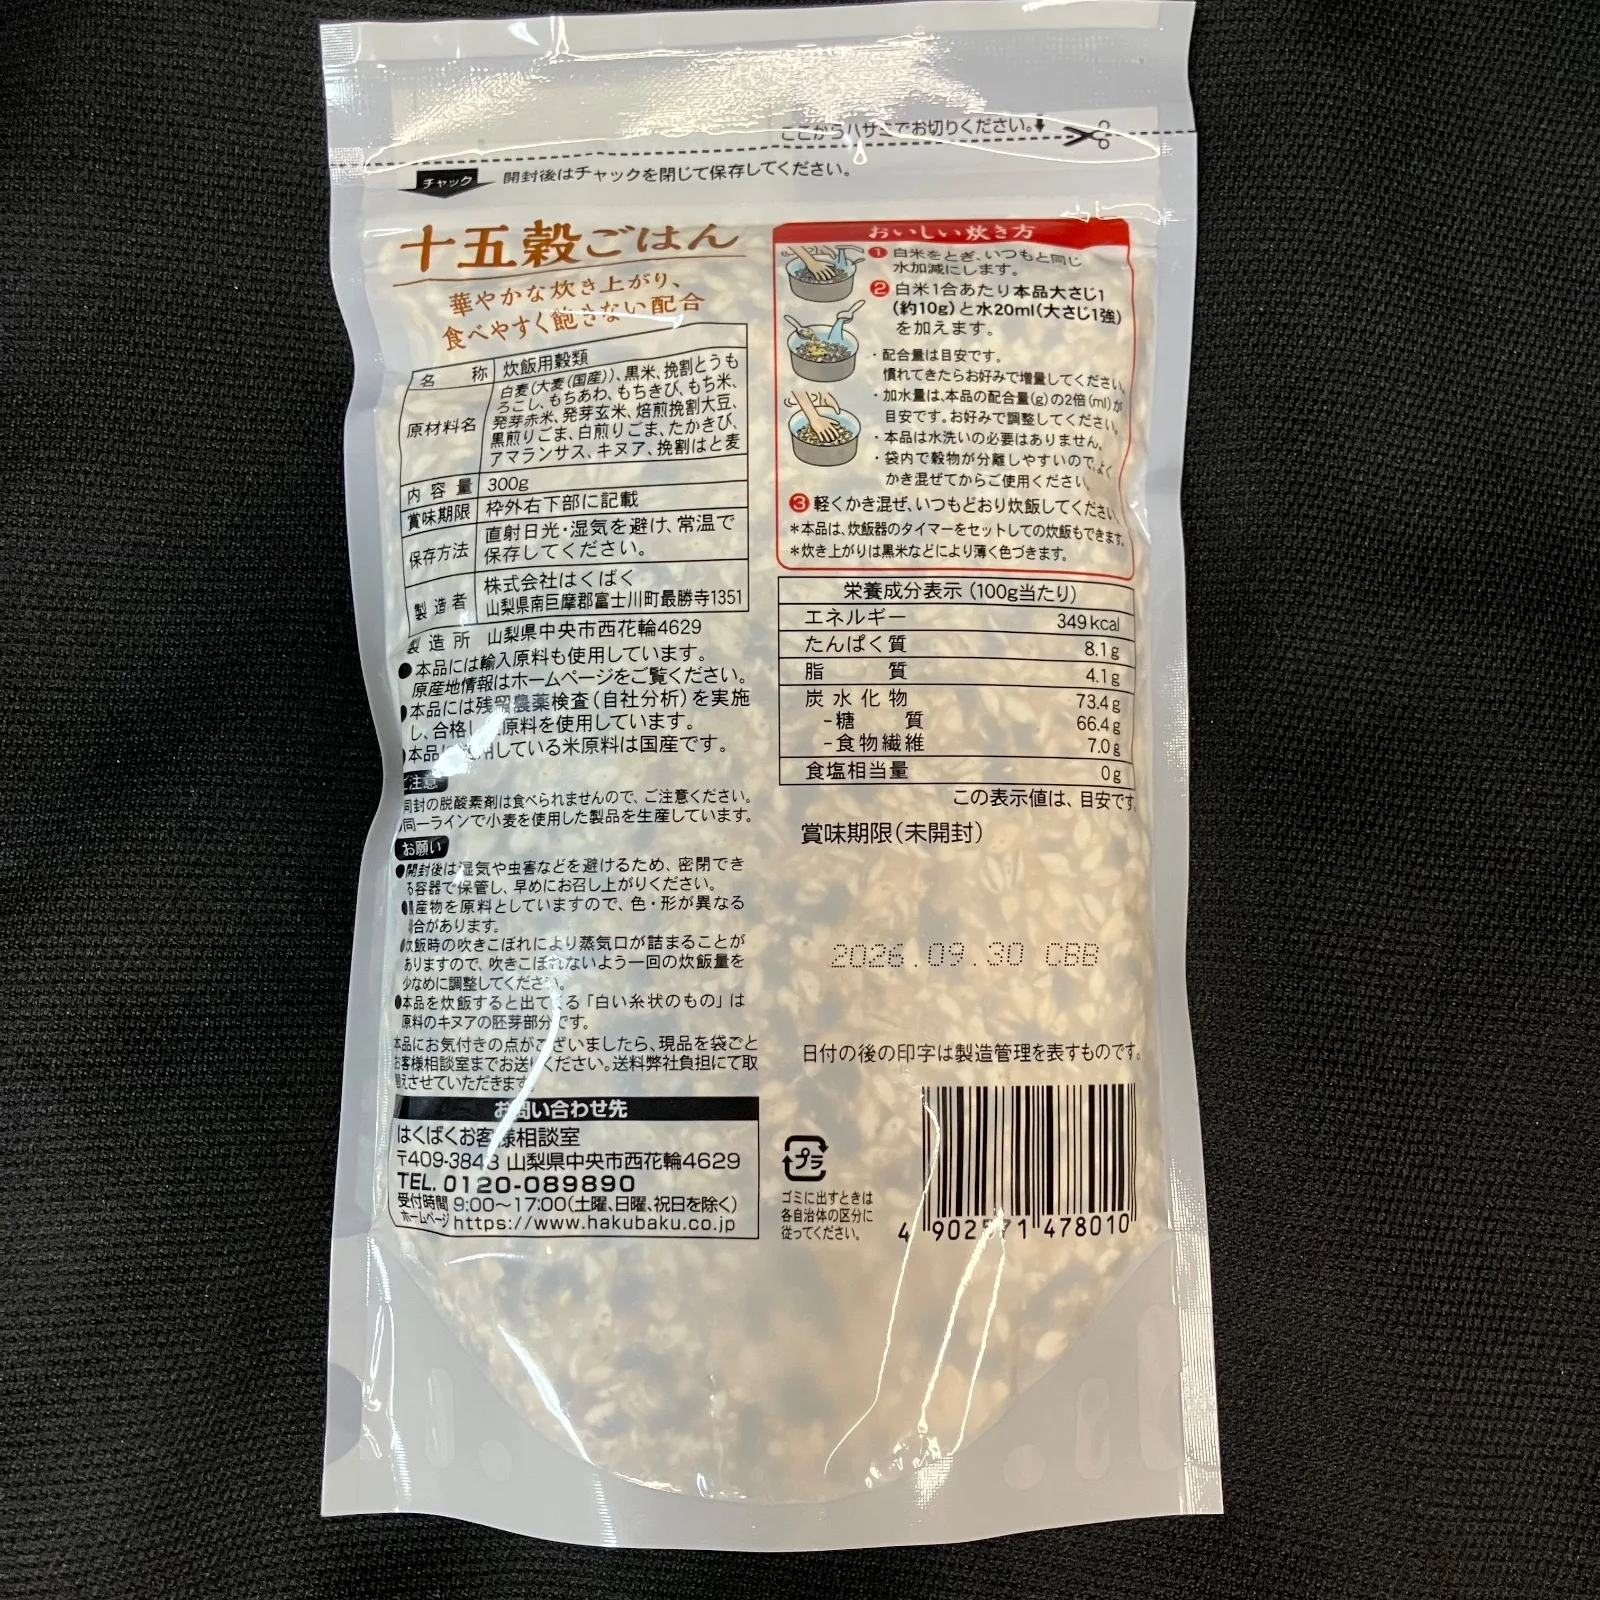 ここからハサミでお切りください。
チャック
開封後はチャックを閉じて保存してください。
十五穀ごはん
華やかな炊き上がり、
食べやすく飽きない配合
名称 炊飯用穀類
原材料名 白麦(大麦(国産))、黒米、挽割とうも
ろこし、もちあわ、もちきび、もち米、
発芽赤米、発芽玄米、焙煎挽割大豆、
黒煎りごま、白煎りごま、たかきび、
アマランサス、キヌア、挽割はと麦
内容量 300g
賞味期限 枠外右下部に記載
保存方法 直射日光・湿気を避け、常温で
保存してください。
製造者 株式会社はくばく
山梨県南巨摩郡富士川町最勝寺1351
製造所 山梨県中央市西花輪4629
●本品には輸入原料も使用しています。
原産地情報はホームページをご覧ください。
●本品には残留農薬検査(自社分析)を実施
し、合格し 原料を使用しています。
●本品 用している米原料は国産です。
ご注意
同封の脱酸素剤は食べられませんので、ご注意ください。
同一ラインで小麦を使用した製品を生産しています。
お願い
●開封後は湿気や虫害などを避けるため、密閉でき
る容器で保管し、早めにお召し上がりください。
●農産物を原料としていますので、色・形が異なる
場合があります。
●炊飯時の吹きこぼれにより蒸気口が詰まることが
ありますので、吹きこぼれないよう一回の炊飯量を
少なめに調整してください。
●本品を炊飯すると出てくる「白い糸状のもの」は
原料のキヌアの胚芽部分です。
本品にお気付きの点がございましたら、現品を袋ごと
お客様相談室までお送りください。送料弊社負担にて取
替えさせていただきます。
お問い合わせ先
はくばくお客様相談室
〒409-3843 山梨県中央市西花輪4629
TEL. 0120-089890
受付時間 9:00〜17:00(土曜、日曜、祝日を除く)
ホームページ https://www.hakubaku.co.jp
おいしい炊き方
1 白米をとぎ、いつもと同じ
水加減にします。
2 白米1合あたり本品大さじ1
(約10g)と水20ml(大さじ1強)
を加えます。
・配合量は目安です。
慣れてきたらお好みで増量してください。
・加水量は、本品の配合量(g)の2倍(ml)が
目安です。お好みで調整してください。
・本品は水洗いの必要はありません。
・袋内で穀物が分離しやすいので、よく
かき混ぜてからご使用ください。
3 軽くかき混ぜ、いつもどおり炊飯してください。
*本品は、炊飯器のタイマーをセットしての炊飯もできます。
*炊き上がりは黒米などにより薄く色づきます。
栄養成分表示(100g当たり)
エネルギー 349kcal
たんぱく質 8.1g
脂質 4.1g
炭水化物 73.4g
-糖質 66.4g
-食物繊維 7.0g
食塩相当量 0g
この表示値は、目安です。
賞味期限(未開封)
2026.09.30 CBB
日付の後の印字は製造管理を表すものです。
プラ
ゴミに出すときは
各自治体の区分に
従ってください。
4 902571 478010